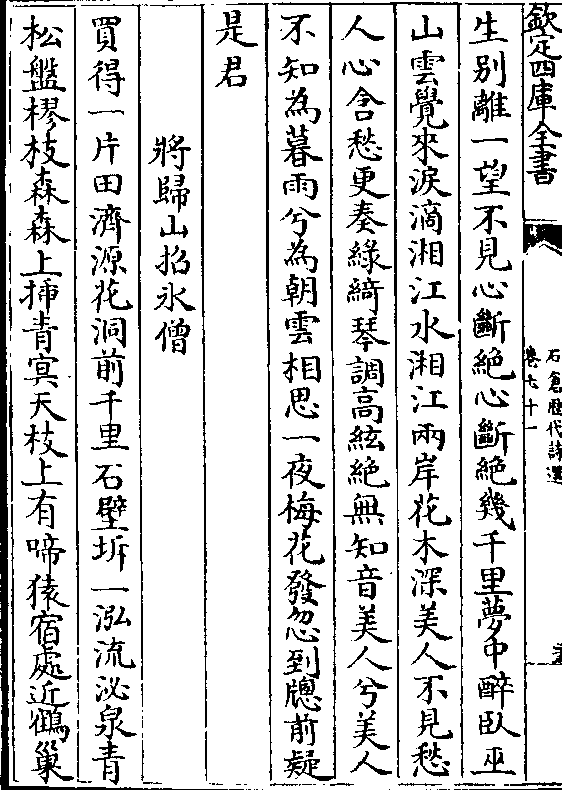 欽定四庫全書
石倉歴代詩選
卷六十一
生别離一望不見心斷絶心斷絶幾千里夢中醉臥巫
山雲覺來淚滴湘江水湘江兩岸花木深美人不見愁
人心含愁更奏綠綺琴調高絃絶無知音美人兮美人
不知為暮雨兮為朝雲相思一夜梅花發忽到牕前疑
是君
將歸山招氷僧
買得一片田濟源花洞前千里石壁坼一泓流泌泉青
松盤樛枝森森上揷青冥天枝上有啼猿宿處近鶴巢